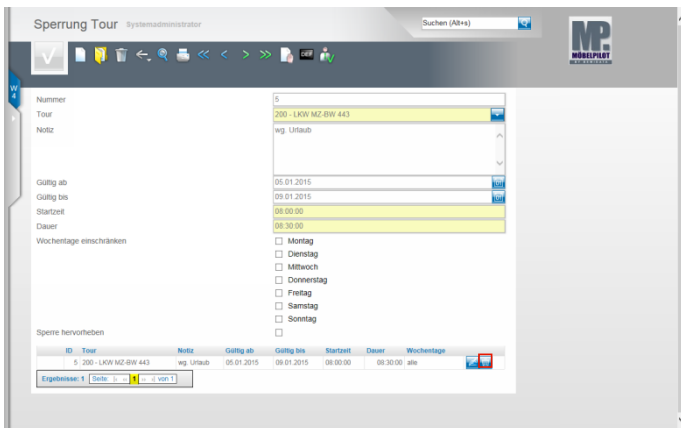 Sperrung Tour Systemadministrator
Suchen (Alt+s)
MP
MÖBELPILOT
W
4
Nummer 5
Tour 200 - LKW MZ-BW 443
Notiz wg. Urlaub
Gültig ab 05.01.2015
Gültig bis 09.01.2015
Startzeit 08:00:00
Dauer 08:30:00
Wochentage einschränken Montag
Dienstag
Mittwoch
Donnerstag
Freitag
Samstag
Sonntag
Sperre hervorheben
ID Tour Notiz Gültig ab Gültig bis Startzeit Dauer Wochentage
5 200 - LKW MZ-BW 443 wg. Urlaub 05.01.2015 09.01.2015 08:00:00 08:30:00 alle
Ergebnisse: 1 Seite: 1 von 1